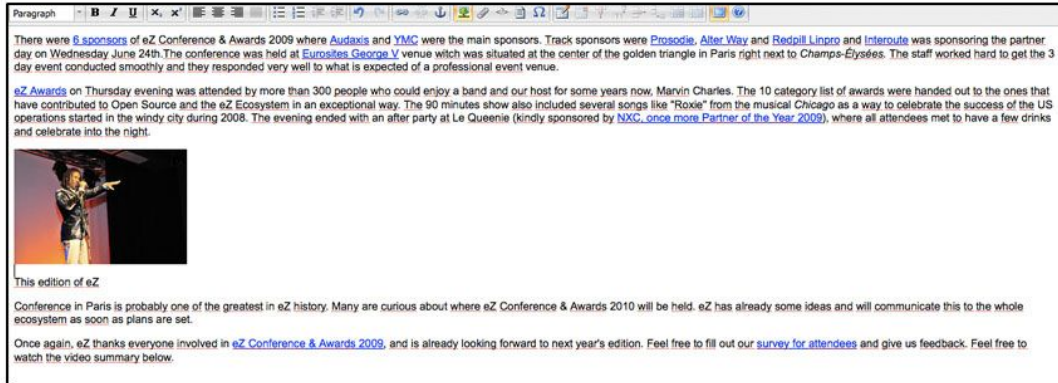 Paragraph B I U X₂ X² Ω
There were 6 sponsors of eZ Conference & Awards 2009 where Audaxis and YMC were the main sponsors. Track sponsors were Prosodie, Alter Way and Redpill Linpro and Interoute was sponsoring the partner
day on Wednesday June 24th.The conference was held at Eurosites George V venue witch was situated at the center of the golden triangle in Paris right next to Champs-Élysées. The staff worked hard to get the 3
day event conducted smoothly and they responded very well to what is expected of a professional event venue.
eZ Awards on Thursday evening was attended by more than 300 people who could enjoy a band and our host for some years now, Marvin Charles. The 10 category list of awards were handed out to the ones that
have contributed to Open Source and the eZ Ecosystem in an exceptional way. The 90 minutes show also included several songs like "Roxie" from the musical Chicago as a way to celebrate the success of the US
operations started in the windy city during 2008. The evening ended with an after party at Le Queenie (kindly sponsored by NXC, once more Partner of the Year 2009), where all attendees met to have a few drinks
and celebrate into the night.
This edition of eZ
Conference in Paris is probably one of the greatest in eZ history. Many are curious about where eZ Conference & Awards 2010 will be held. eZ has already some ideas and will communicate this to the whole
ecosystem as soon as plans are set.
Once again, eZ thanks everyone involved in eZ Conference & Awards 2009, and is already looking forward to next year's edition. Feel free to fill out our survey for attendees and give us feedback. Feel free to
watch the video summary below.